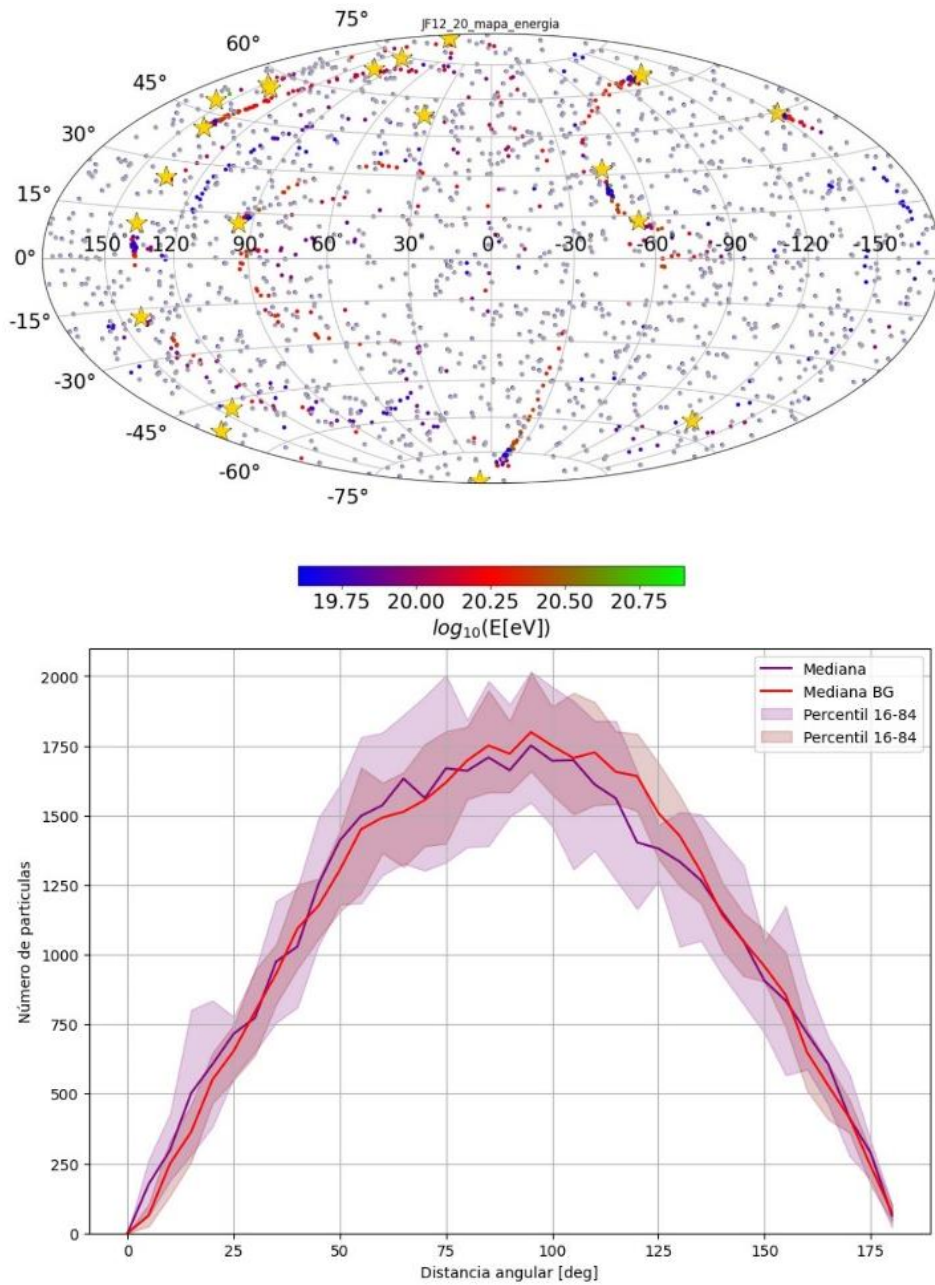 JF12_20_mapa_energia
75°
60°
45°
30°
15°
0°
-15°
-30°
-45°
-60°
-75°
150 120 90 60 30 0 -30 -60 -90 -120 -150
19.75 20.00 20.25 20.50 20.75
log10(E[eV])
Mediana
Mediana BG
Percentil 16-84
Percentil 16-84
Número de particulas
2000
1750
1500
1250
1000
750
500
250
0
0 25 50 75 100 125 150 175
Distancia angular [deg]